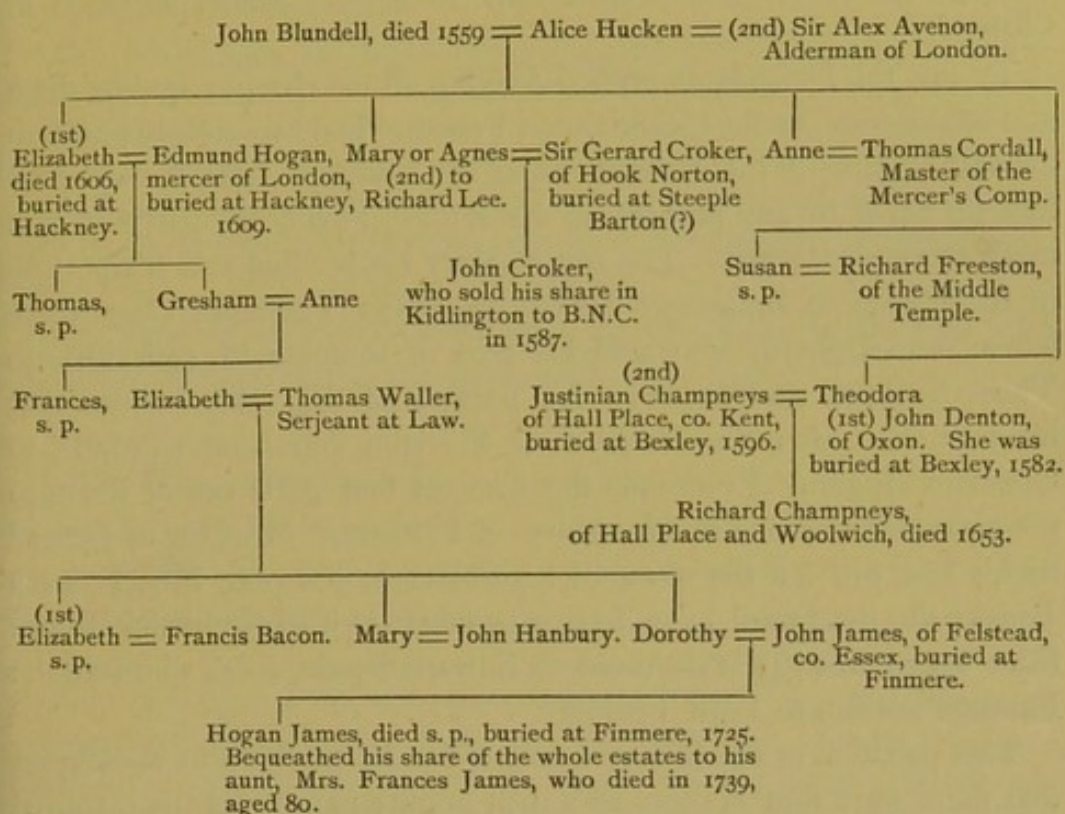 John Blundell, died 1559 = Alice Hucken = (2nd) Sir Alex Avenon,
Alderman of London.
(1st)
Elizabeth = Edmund Hogan, Mary or Agnes = Sir Gerard Croker, Anne = Thomas Cordall,
died 1606, mercer of London, (2nd) to of Hook Norton, Master of the
buried at buried at Hackney, Richard Lee. buried at Steeple Mercer's Comp.
Hackney. 1609. Barton (?)
John Croker, Susan = Richard Freeston,
Thomas, Gresham = Anne who sold his share in s. p. of the Middle
s. p. Kidlington to B.N.C. Temple.
in 1587.
(2nd)
Frances, Elizabeth = Thomas Waller, Justinian Champneys = Theodora
s. p. Serjeant at Law. of Hall Place, co. Kent, (1st) John Denton,
buried at Bexley, 1596. of Oxon. She was
buried at Bexley, 1582.
Richard Champneys,
of Hall Place and Woolwich, died 1653.
(1st)
Elizabeth = Francis Bacon. Mary = John Hanbury. Dorothy = John James, of Felstead,
s. p. co. Essex, buried at
Finmere.
Hogan James, died s. p., buried at Finmere, 1725.
Bequeathed his share of the whole estates to his
aunt, Mrs. Frances James, who died in 1739,
aged 80.